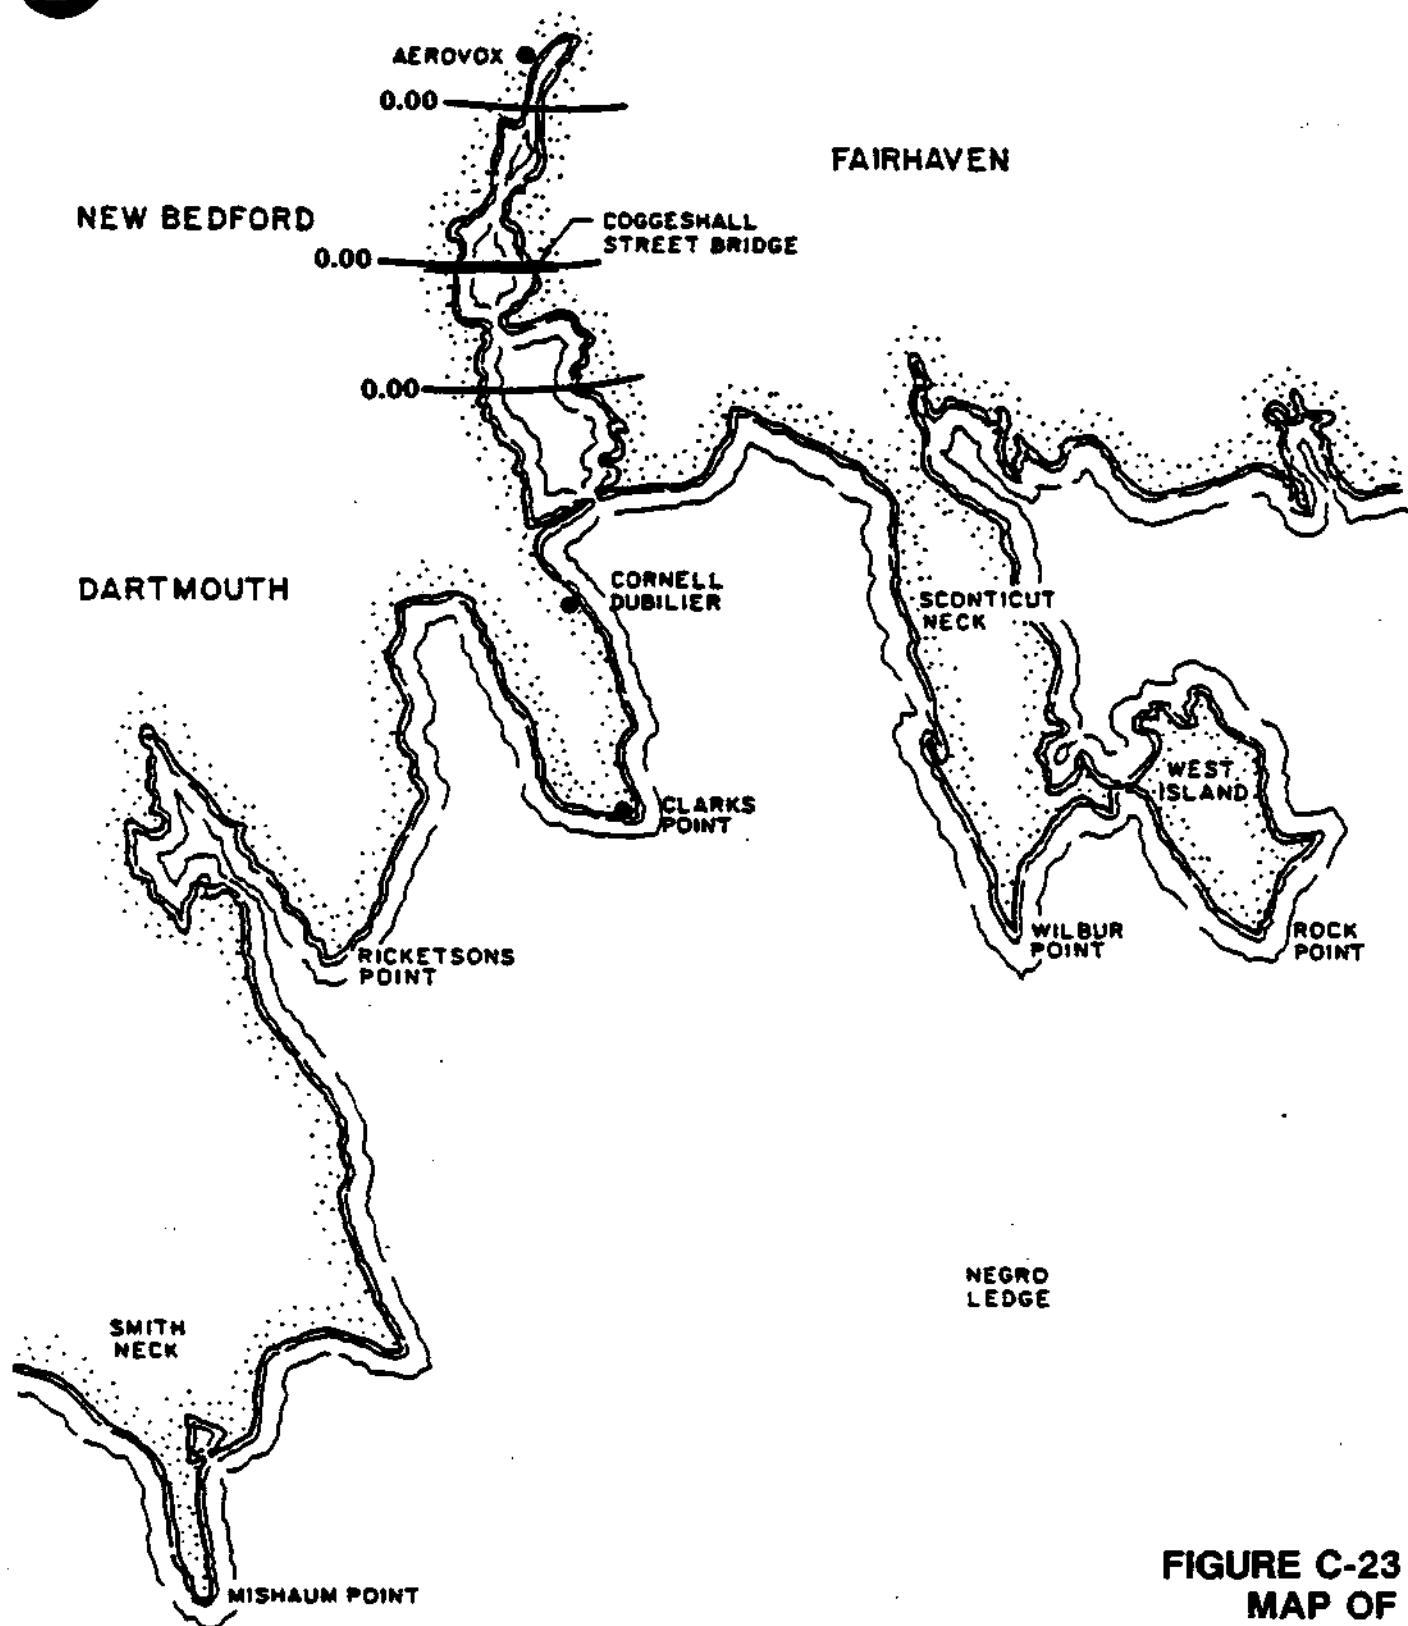 AEROVOX
0.00
FAIRHAVEN
NEW BEDFORD
COGGESHALL
STREET BRIDGE
0.00
0.00
DARTMOUTH
CORNELL
DUBILIER
SCONTICUT
NECK
WEST
ISLAND
CLARKS
POINT
WILBUR
POINT
ROCK
POINT
RICKETSONS
POINT
NEGRO
LEDGE
SMITH
NECK
MISHAUM POINT
FIGURE C-23
MAP OF